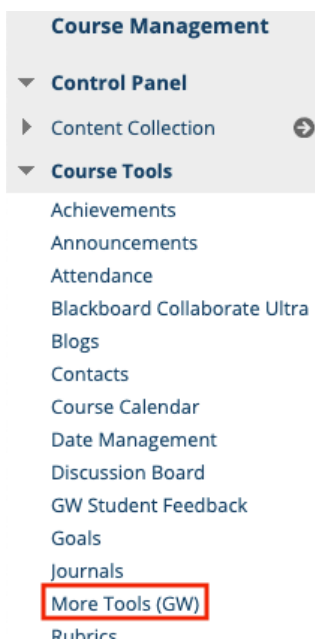 Course Management
Control Panel
Content Collection
Course Tools
Achievements
Announcements
Attendance
Blackboard Collaborate Ultra
Blogs
Contacts
Course Calendar
Date Management
Discussion Board
GW Student Feedback
Goals
Journals
More Tools (GW)
Rubrics